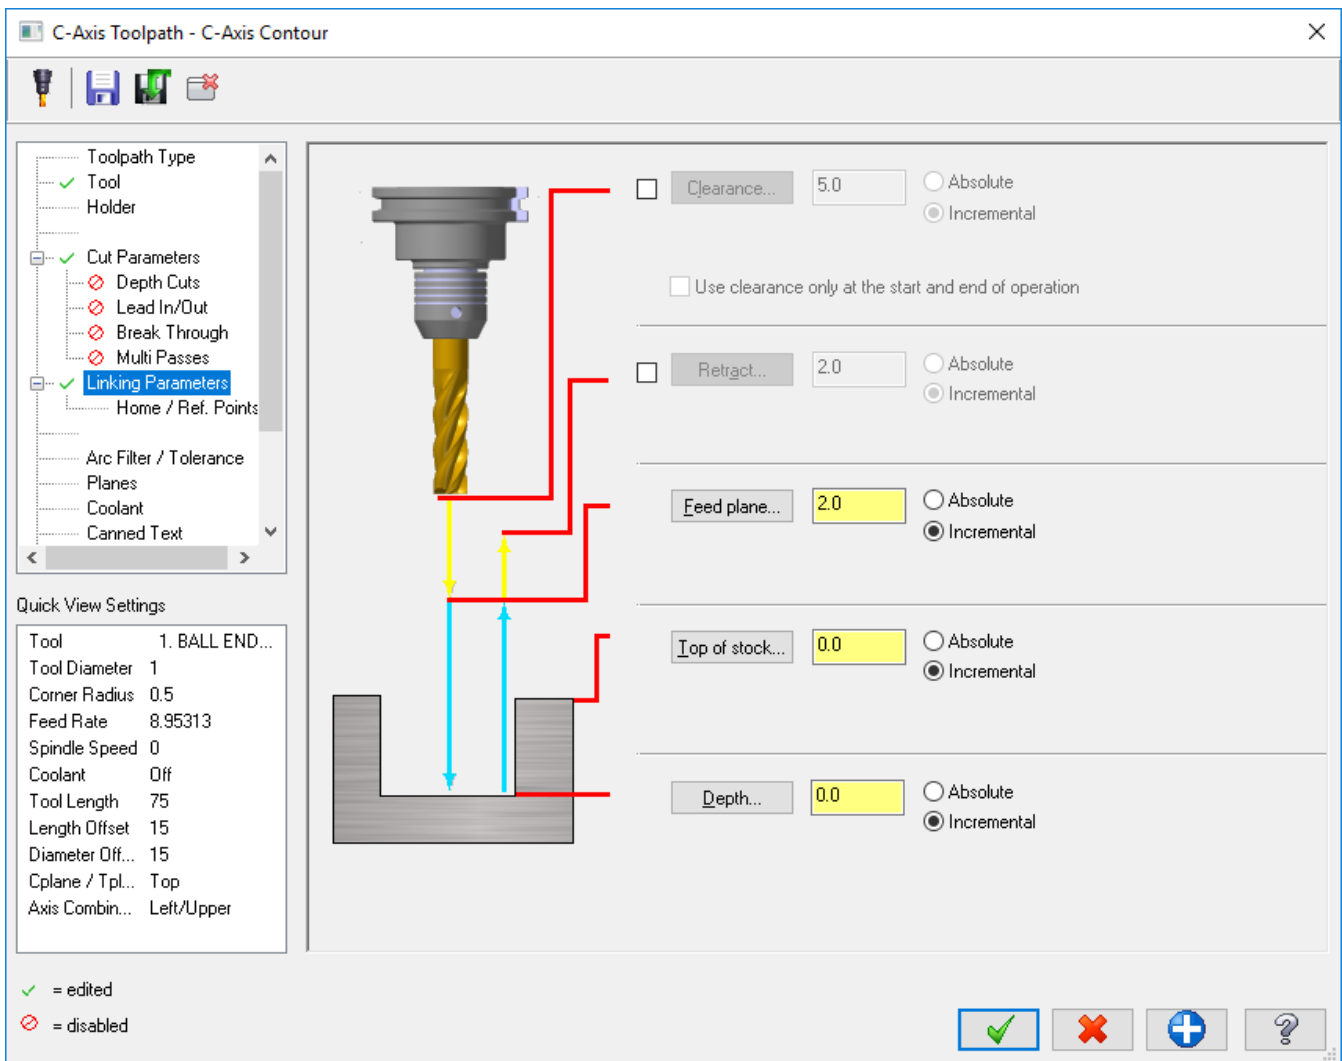 C-Axis Toolpath - C-Axis Contour
Toolpath Type
Tool
Holder
Cut Parameters
Depth Cuts
Lead In/Out
Break Through
Multi Passes
Linking Parameters
Home / Ref. Points
Arc Filter / Tolerance
Planes
Coolant
Canned Text
Quick View Settings
Tool 1. BALL END...
Tool Diameter 1
Corner Radius 0.5
Feed Rate 8.95313
Spindle Speed 0
Coolant Off
Tool Length 75
Length Offset 15
Diameter Off... 15
Cplane / Tpl... Top
Axis Combin... Left/Upper
= edited
= disabled
Clearance... 5.0 Absolute
Incremental
Use clearance only at the start and end of operation
Retract... 2.0 Absolute
Incremental
Feed plane... 2.0 Absolute
Incremental
Top of stock... 0.0 Absolute
Incremental
Depth... 0.0 Absolute
Incremental